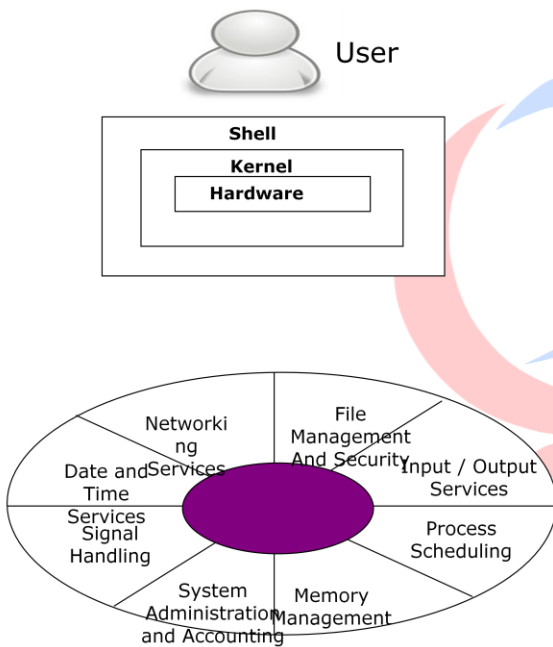 User
Shell
Kernel
Hardware
Networki
ng
Services
File
Management
And Security
Date and
Time
Services
Input / Output
Services
Signal
Handling
Process
Scheduling
System
Administration
and Accounting
Memory
Management